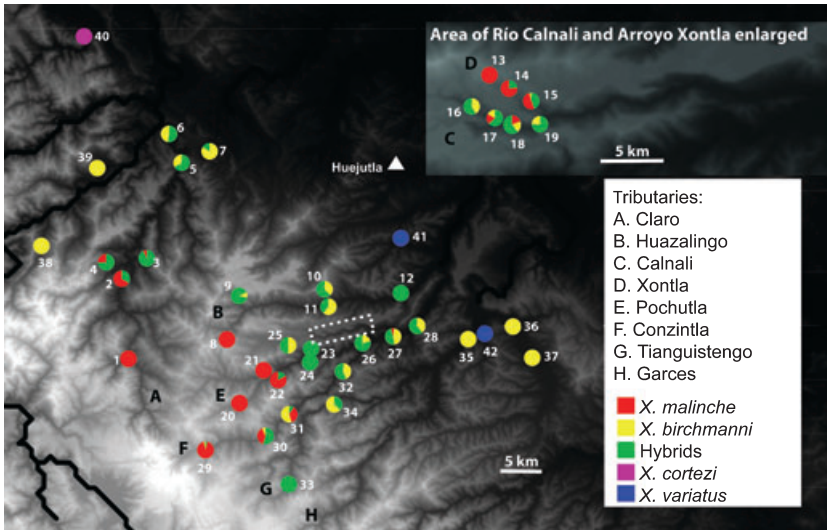 Area of Río Calnali and Arroyo Xontla enlarged
D
13
14
15
16
17
18
19
C
5 km
40
6
7
5
39
Huejutla
38
4
3
2
41
9
10
12
B
11
8
25
23
26
27
28
35
42
36
37
1
21
24
22
32
A
E
20
31
34
F
29
30
5 km
G
33
H
Tributaries:
A. Claro
B. Huazalingo
C. Calnali
D. Xontla
E. Pochutla
F. Conzintla
G. Tianguistengo
H. Garces
X. malinche
X. birchmanni
Hybrids
X. cortezi
X. variatus